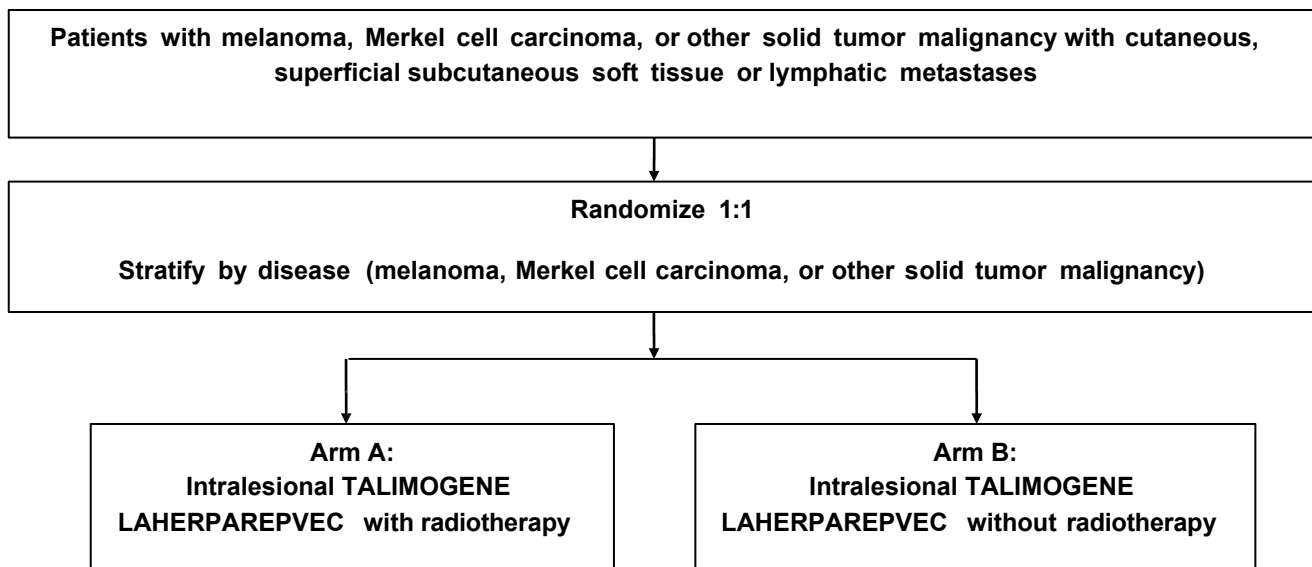 Patients with melanoma, Merkel cell carcinoma, or other solid tumor malignancy with cutaneous,
superficial subcutaneous soft tissue or lymphatic metastases
Randomize 1:1
Stratify by disease (melanoma, Merkel cell carcinoma, or other solid tumor malignancy)
Arm A:
Intralesional TALIMOGENE
LAHERPAREPVEC with radiotherapy
Arm B:
Intralesional TALIMOGENE
LAHERPAREPVEC without radiotherapy